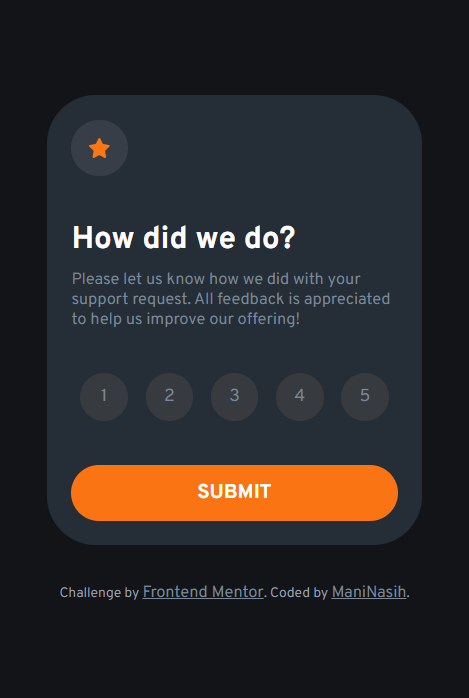 How did we do?
Please let us know how we did with your
support request. All feedback is appreciated
to help us improve our offering!
1 2 3 4 5
SUBMIT
Challenge by Frontend Mentor. Coded by ManiNasih.